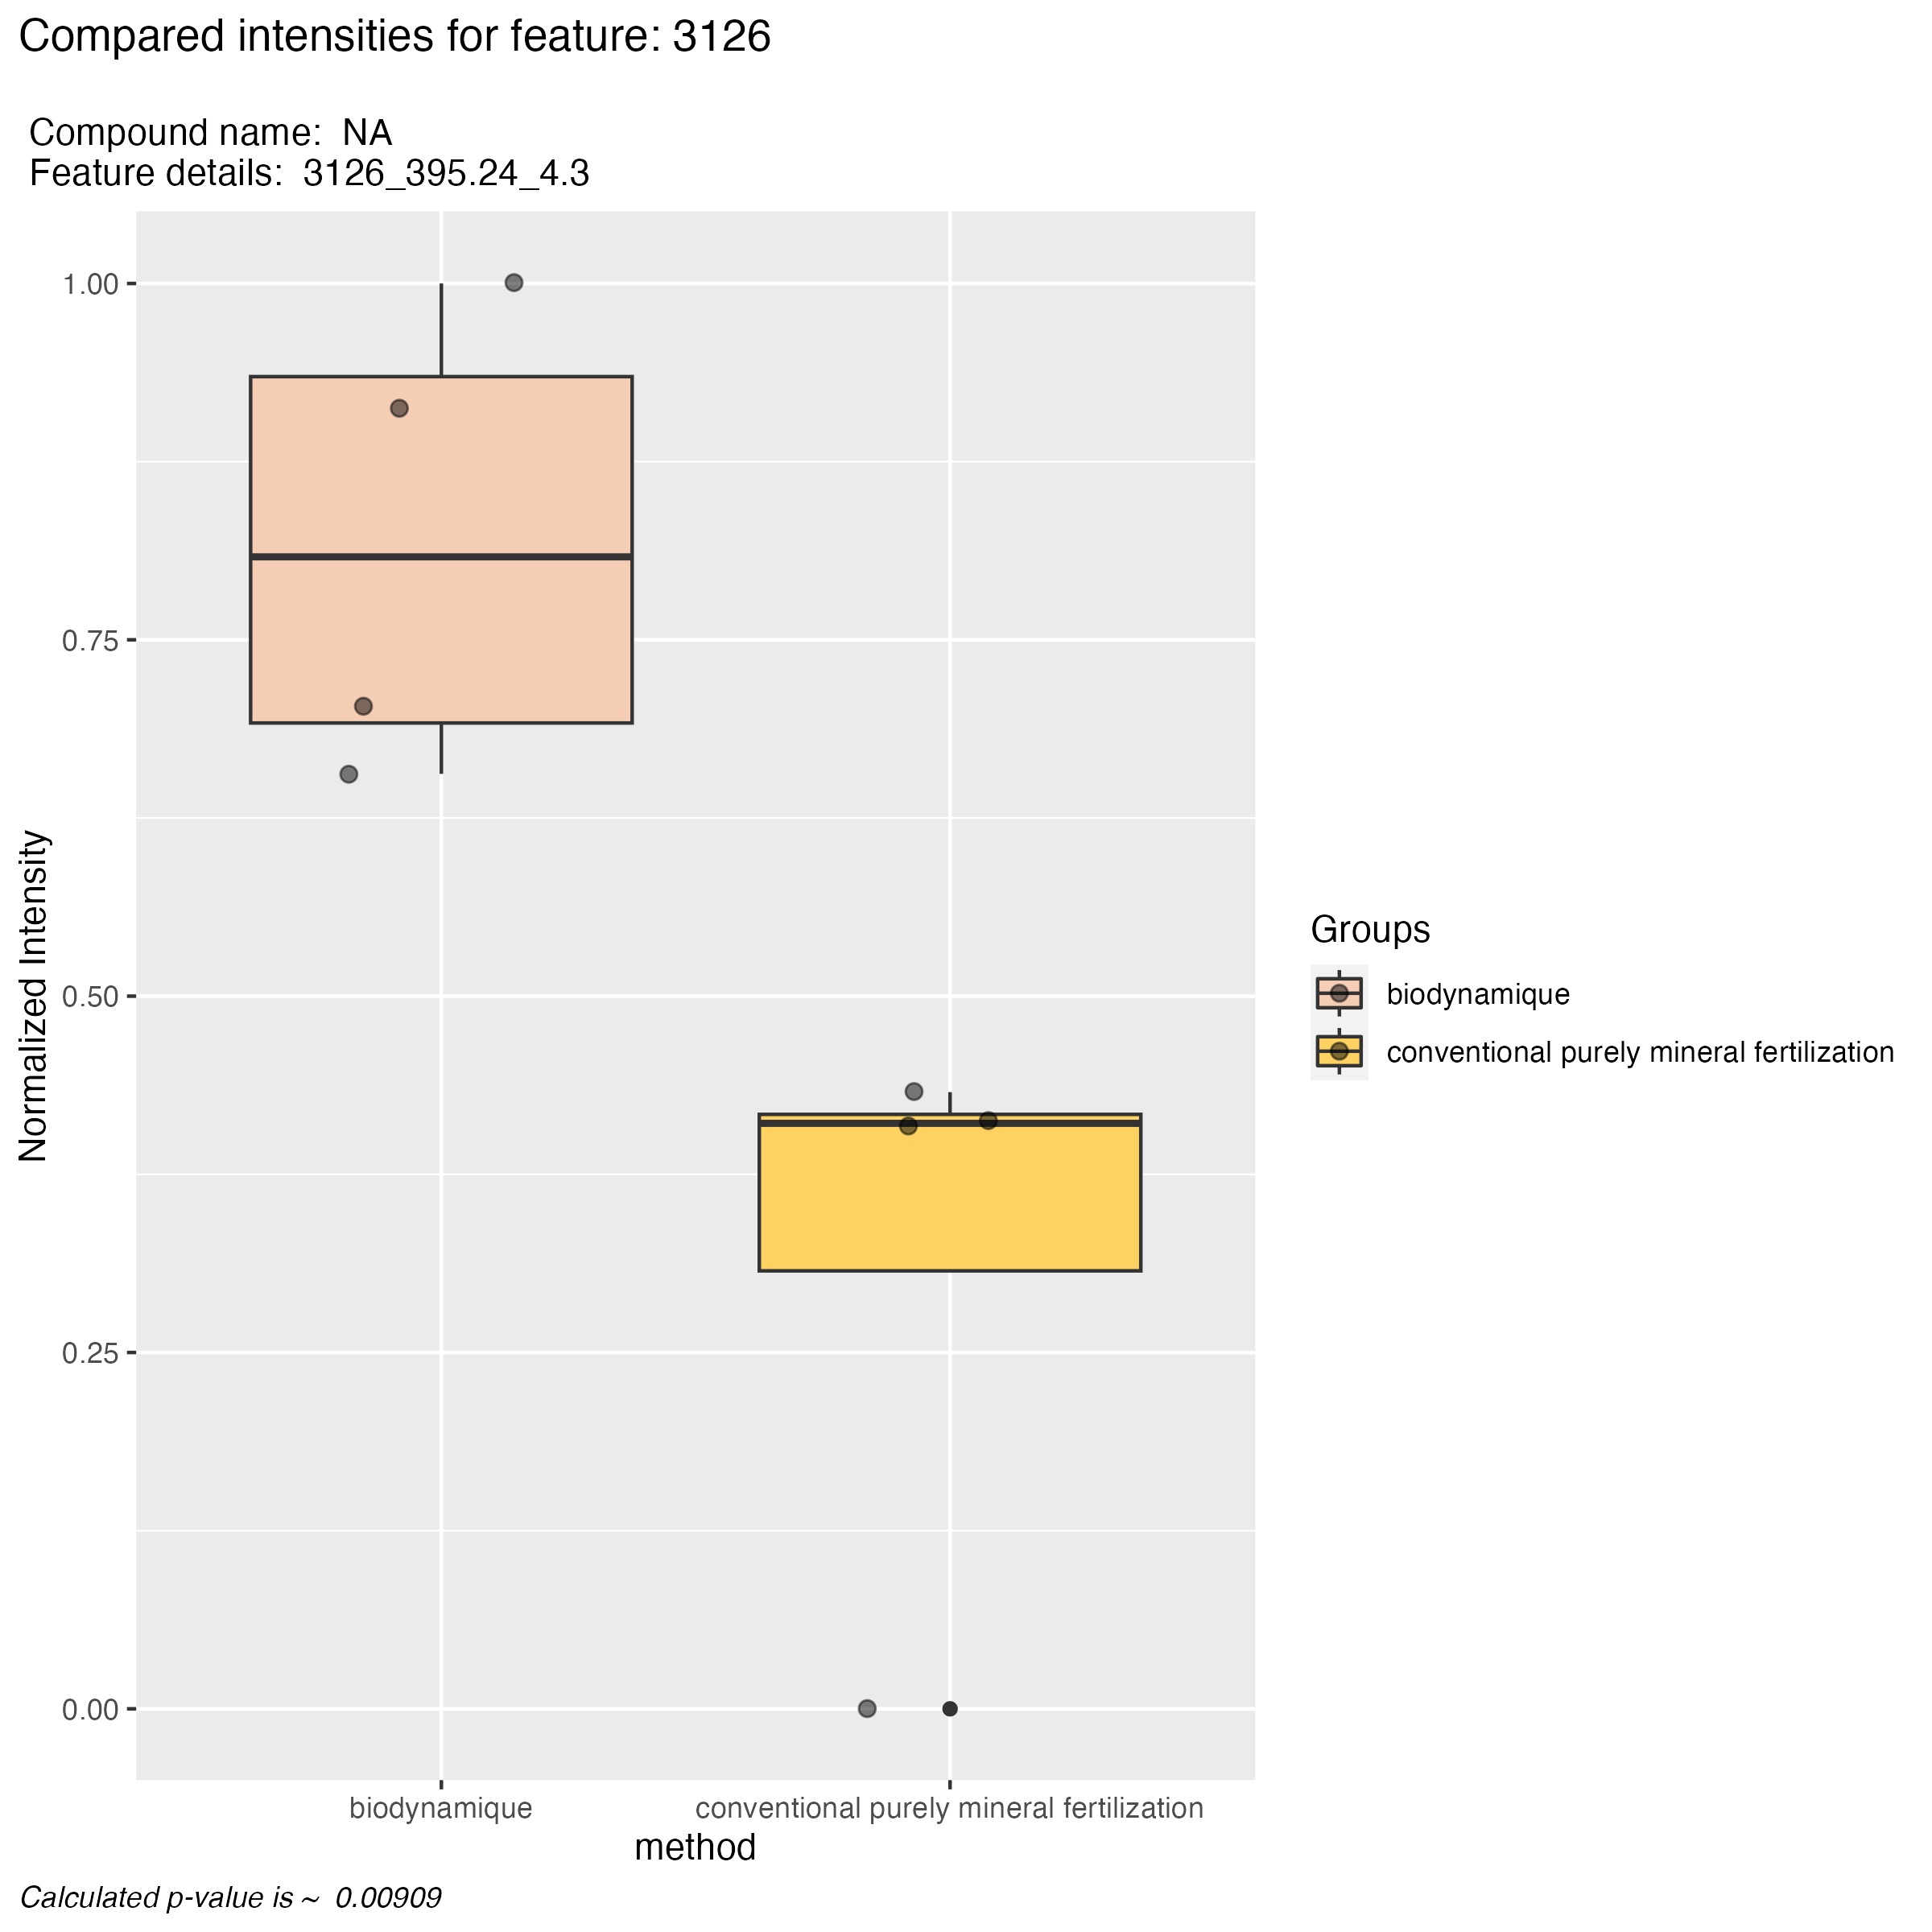 Compared intensities for feature: 3126
Compound name:  NA
Feature details:  3126_395.24_4.3
1.00
0.75
0.50
0.25
0.00
Normalized Intensity
biodynamique
conventional purely mineral fertilization
method
Groups
biodynamique
conventional purely mineral fertilization
Calculated p-value is ~  0.00909